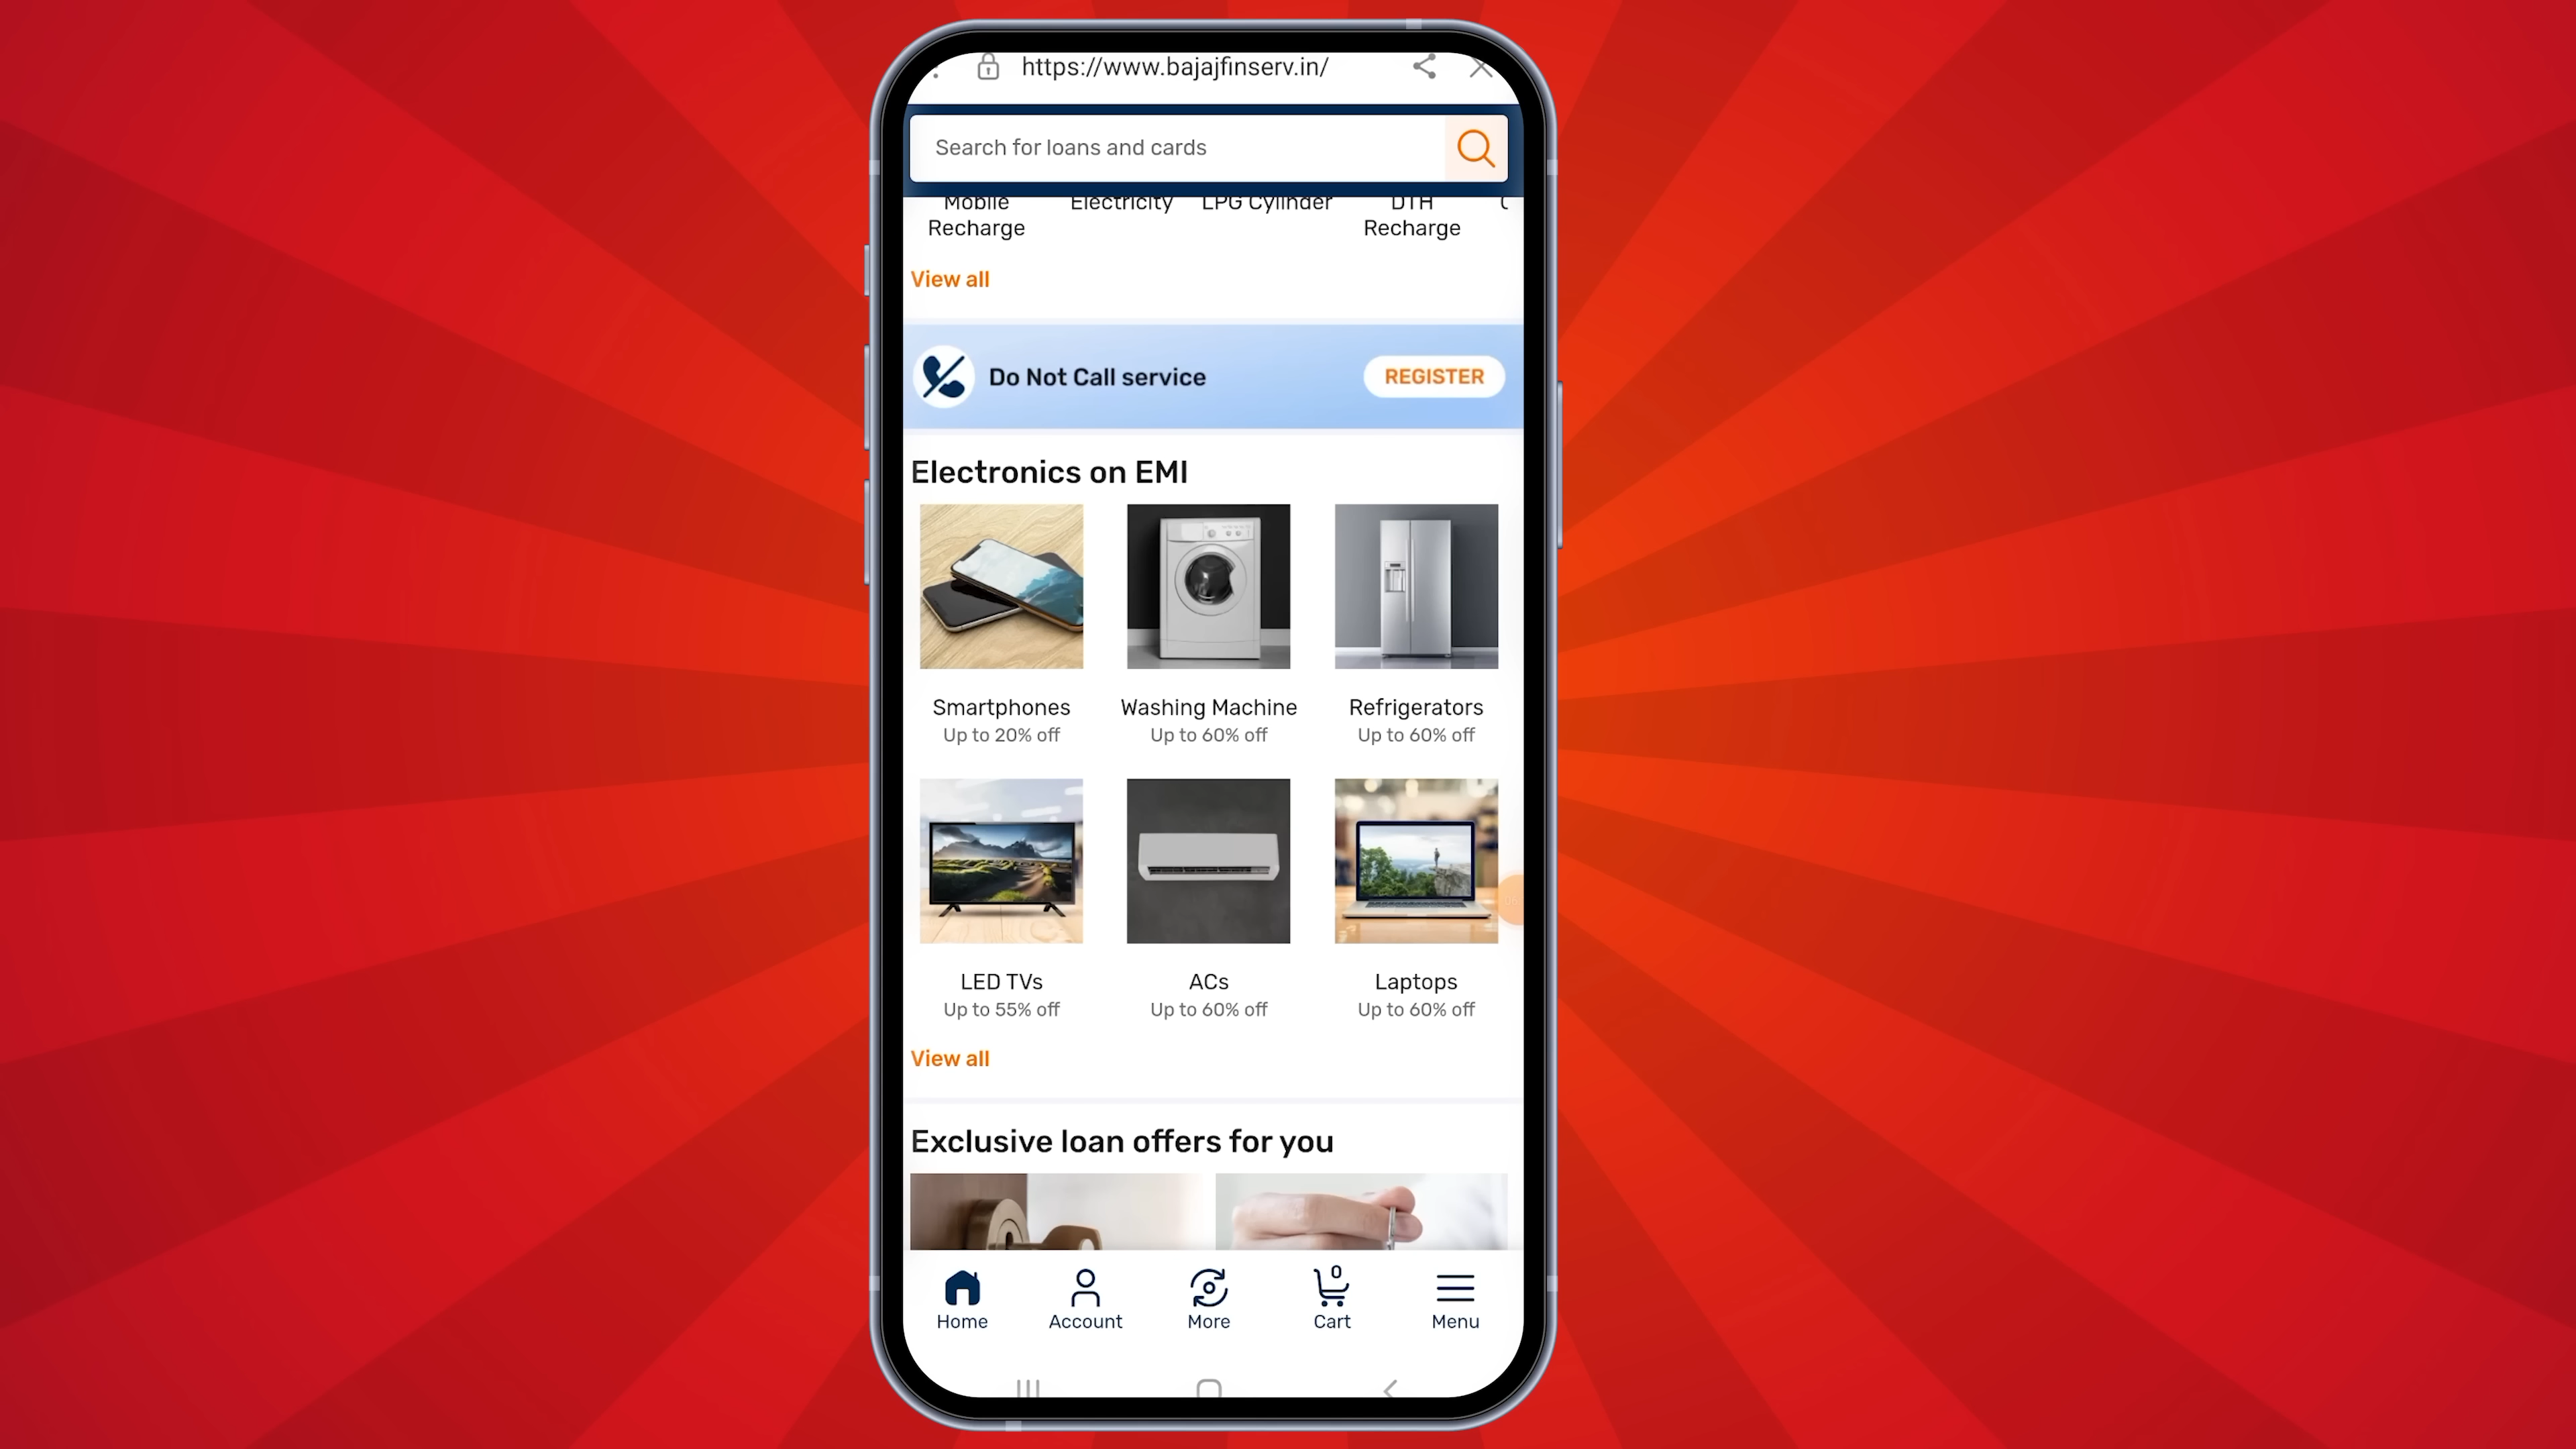 https://www.bajajfinserv.in/
Search for loans and cards
Mobile Recharge
Electricity
LPG Cylinder
DTH Recharge
View all
Do Not Call service
REGISTER
Electronics on EMI
Smartphones
Up to 20% off
Washing Machine
Up to 60% off
Refrigerators
Up to 60% off
LED TVs
Up to 55% off
ACs
Up to 60% off
Laptops
Up to 60% off
View all
Exclusive loan offers for you
0
Home
Account
More
Cart
Menu